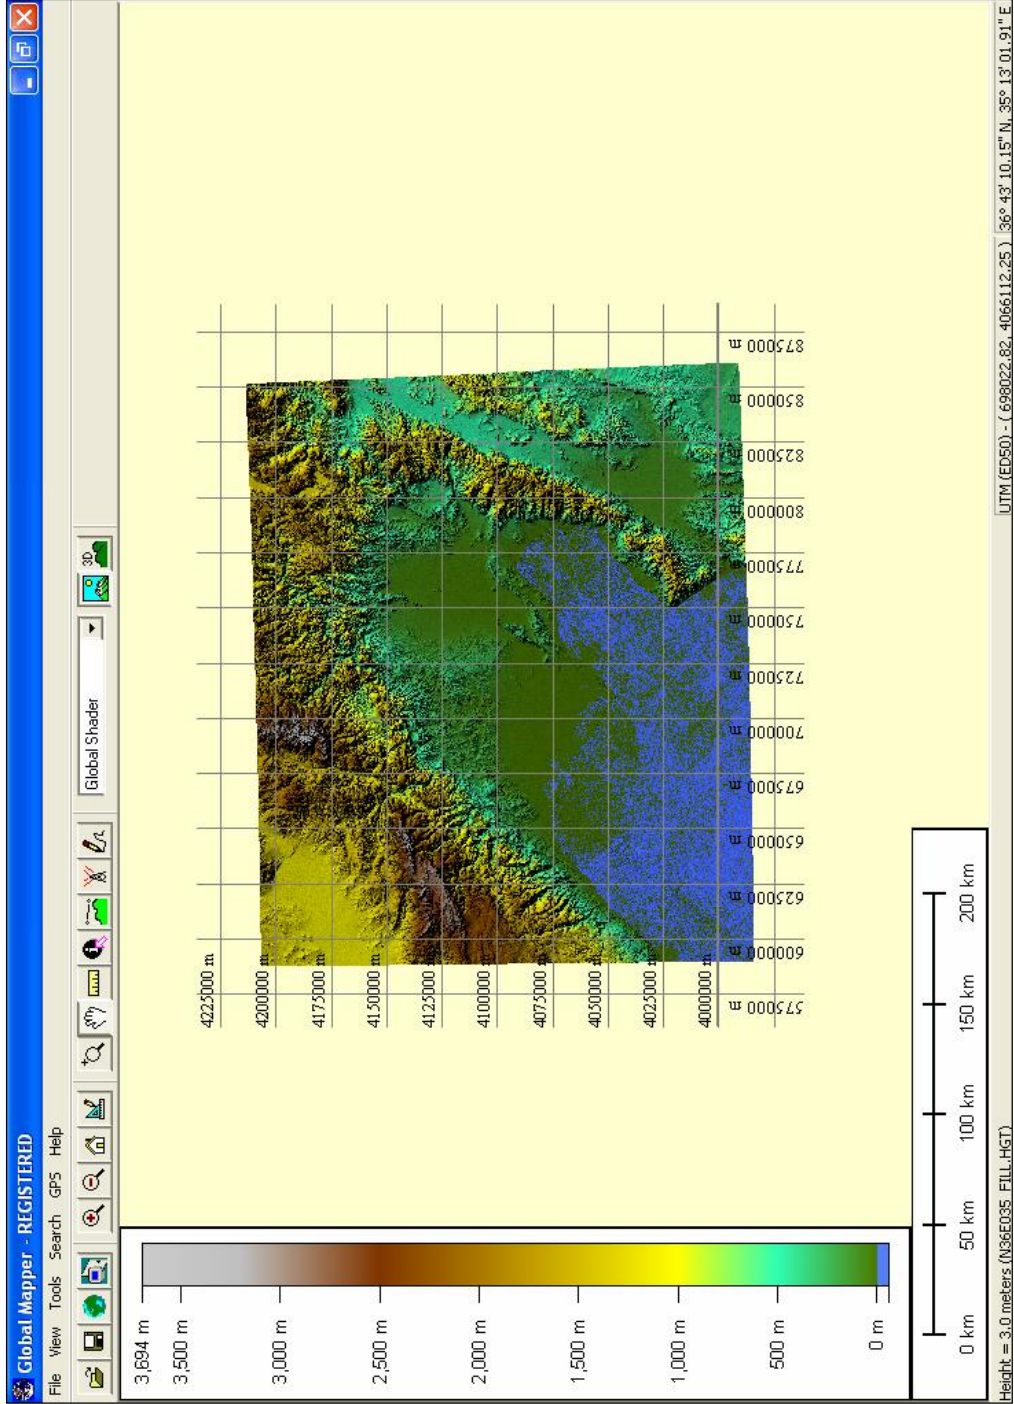 Global Mapper - REGISTERED
File View Tools Search GPS Help
Global Shader
3D
3,694 m
3,500 m
3,000 m
2,500 m
2,000 m
1,500 m
1,000 m
500 m
0 m
4225000 m
4200000 m
4175000 m
4150000 m
4125000 m
4100000 m
4075000 m
4050000 m
4025000 m
4000000 m
575000 m
600000 m
625000 m
650000 m
675000 m
700000 m
725000 m
750000 m
775000 m
800000 m
825000 m
850000 m
875000 m
0 km 50 km 100 km 150 km 200 km
Height = 3.0 meters (N36E035_FILL.HGT) UTM (ED50) - ( 698022.82, 4066112.25 ) 36° 43' 10.15" N, 35° 13' 01.91" E